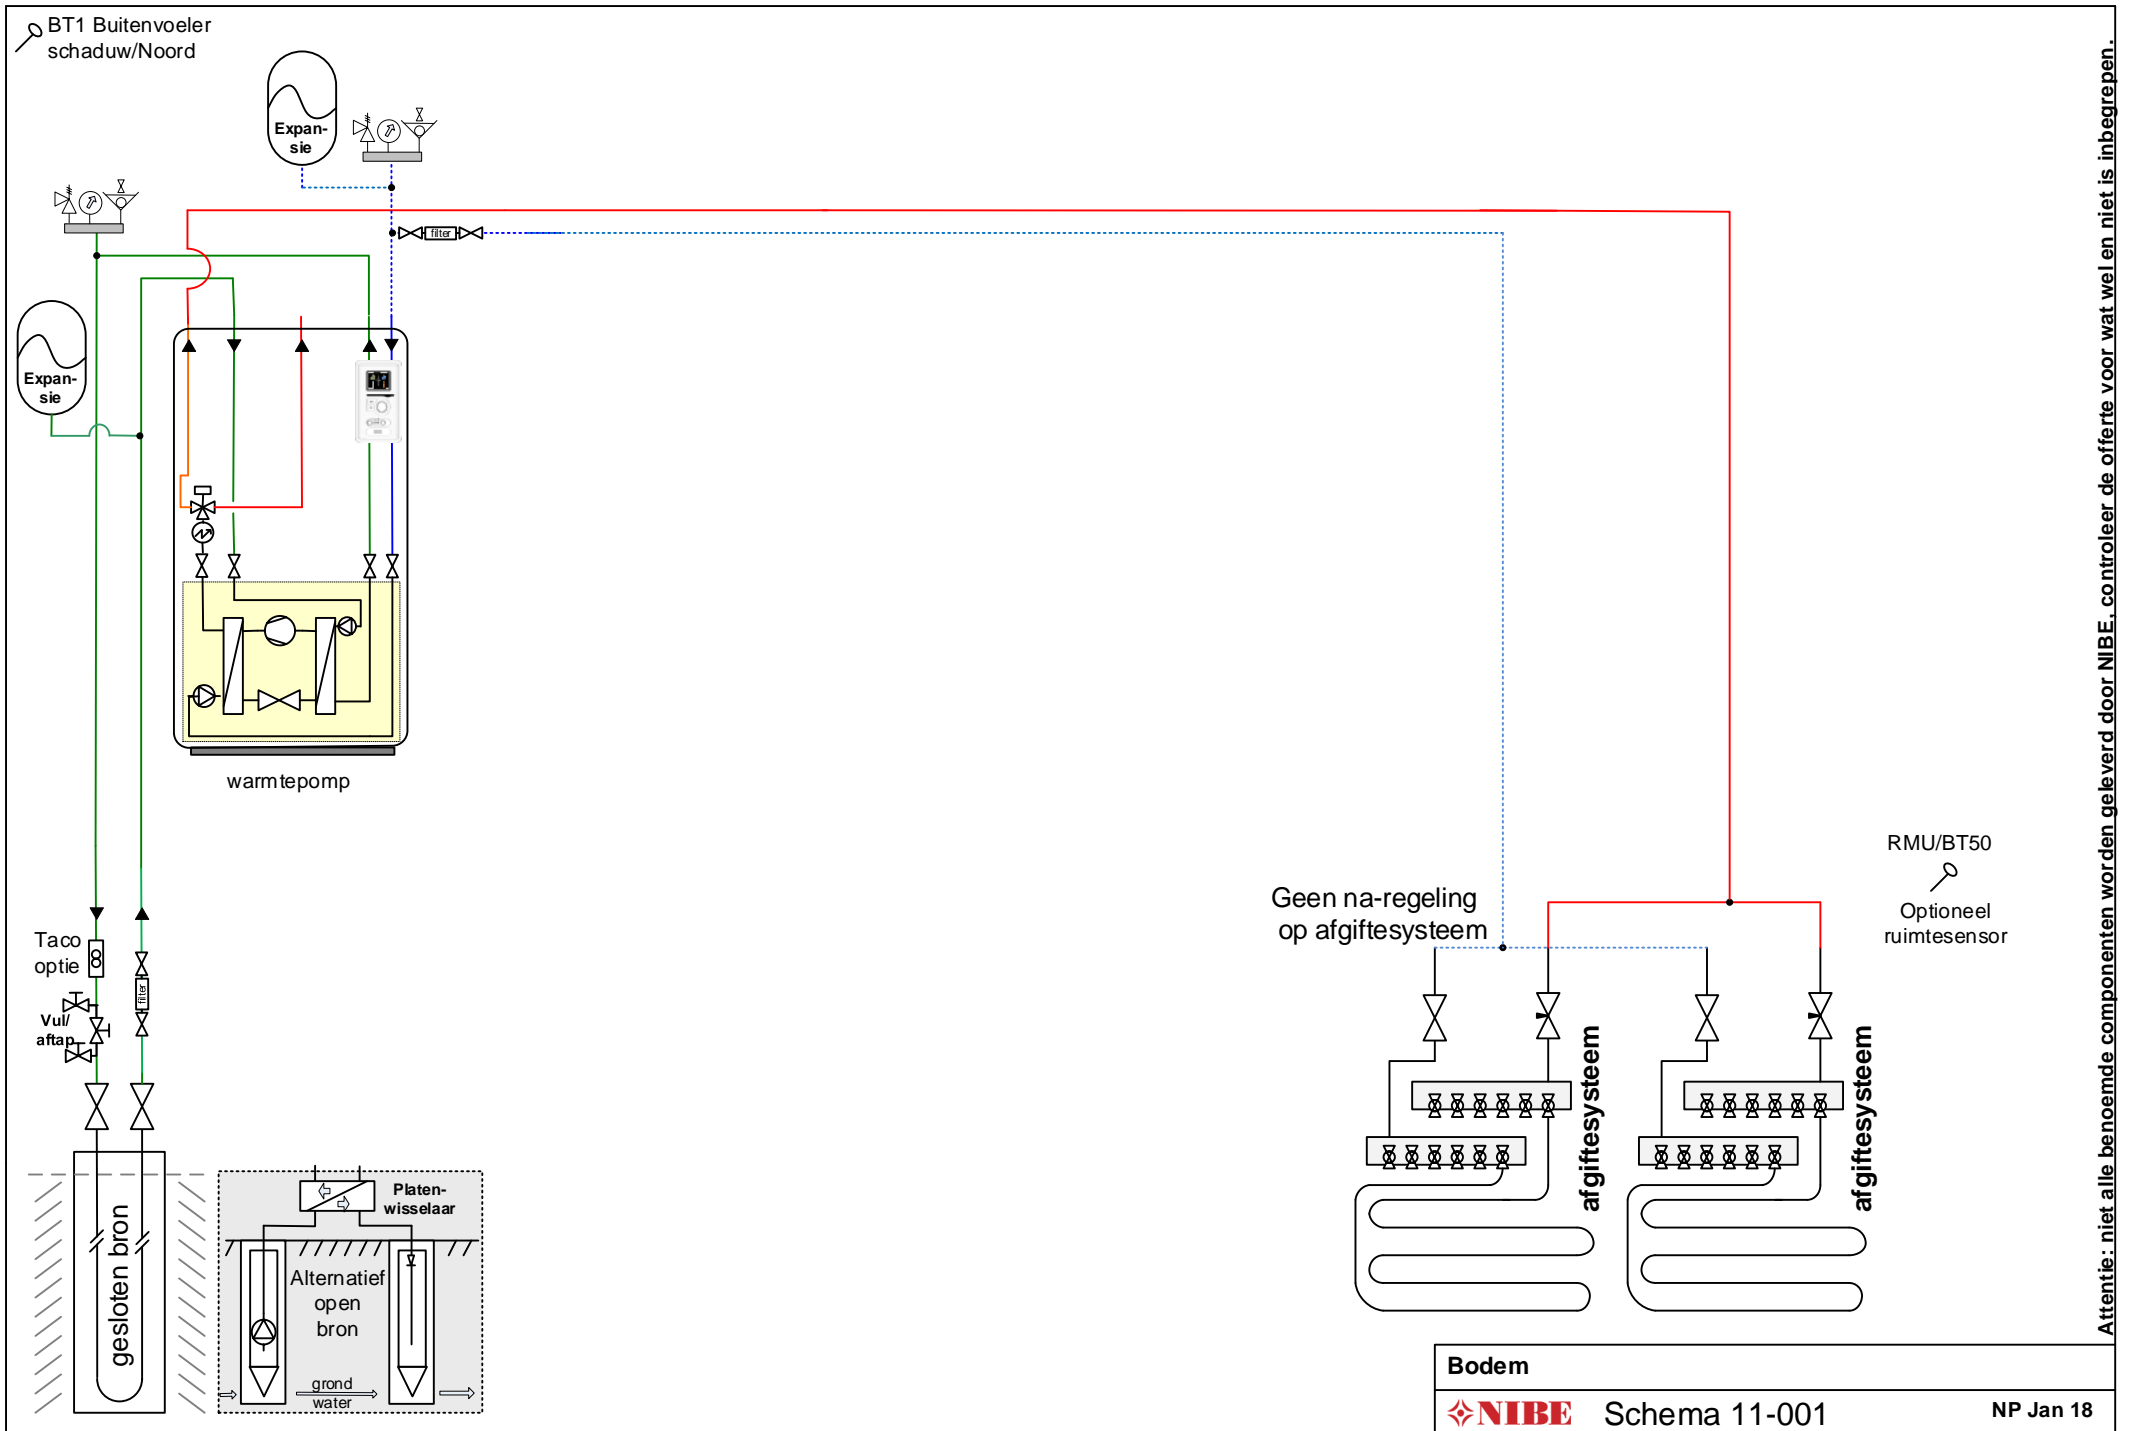 BT1 Buitenvoeler
schaduw/Noord
Expan-
sie
filter
Expan-
sie
warmtepomp
Taco
optie
filter
Vul/
aftap
gesloten bron
Platen-
wisselaar
Alternatief
open
bron
grond
water
Geen na-regeling
op afgiftesysteem
RMU/BT50
Optioneel
ruimtesensor
afgiftesysteem
afgiftesysteem
Attentie: niet alle benoemde componenten worden geleverd door NIBE, controleer de offerte voor wat wel en niet is inbegrepen.
Bodem
NIBE Schema 11-001 NP Jan 18